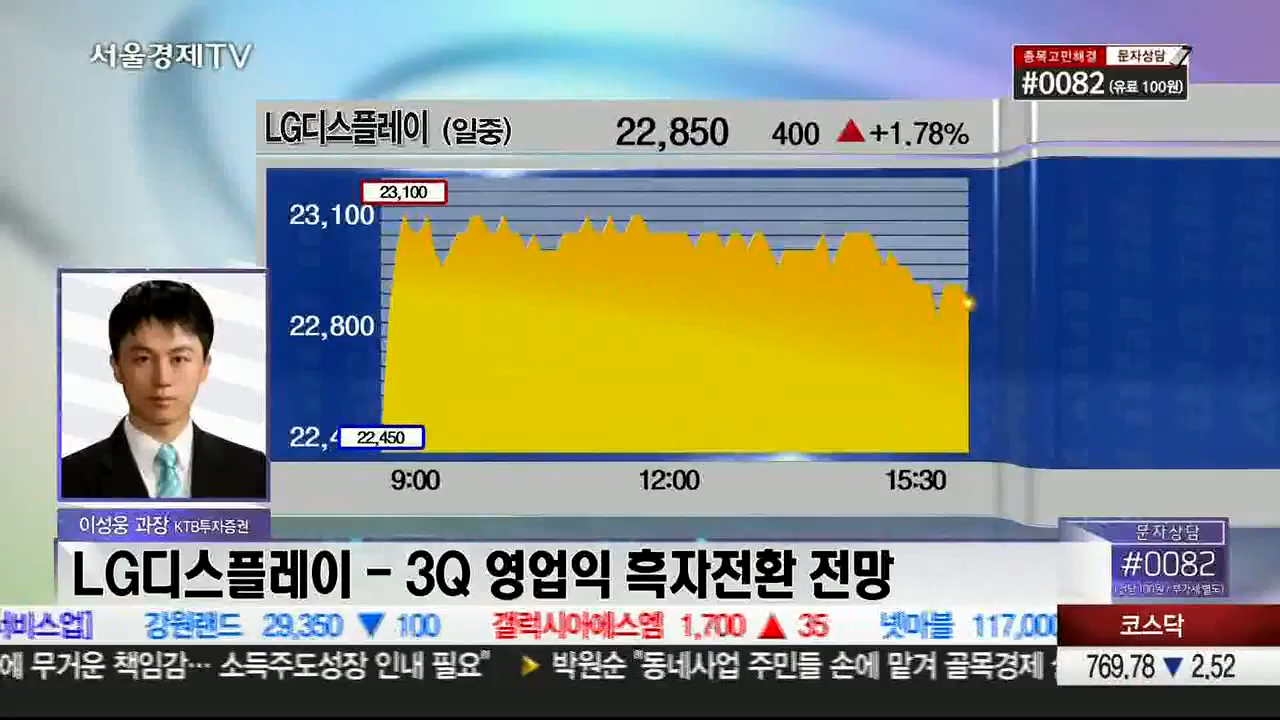 서울경제TV
종목고민해결 문자상담
#0082 (유료 100원)
LG디스플레이 (일중) 22,850 400 ▲ +1.78%
23,100
23,100
22,800
22,450
9:00 12:00 15:30
이성웅 과장 KTB투자증권
LG디스플레이 - 3Q 영업익 흑자전환 전망
문자상담
#0082
강원랜드 29,350 ▼ 100 갤럭시아에스엠 1,700 ▲ 35 넷마블 117,000
코스닥
에 무거운 책임감… 소득주도성장 인내 필요" 박원순 "동네사업 주민들 손에 맡겨 골목경제
769.78 ▼ 2.52